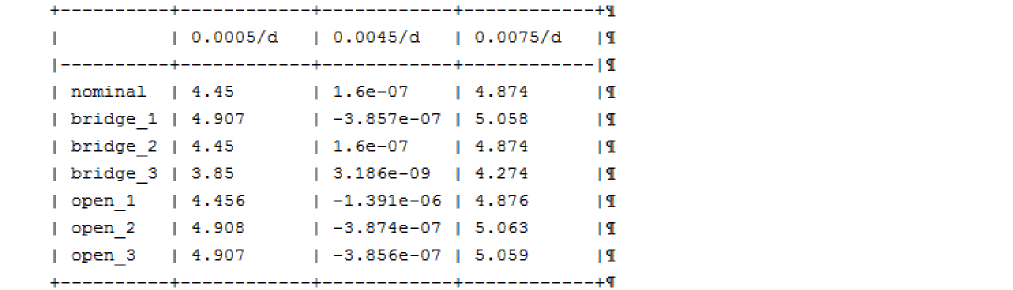 +----------+------------+------------+------------+¶
|          | 0.0005/d   | 0.0045/d   | 0.0075/d   |¶
|----------+------------+------------+------------|¶
| nominal  | 4.45       | 1.6e-07    | 4.874      |¶
| bridge_1 | 4.907      | -3.857e-07 | 5.058      |¶
| bridge_2 | 4.45       | 1.6e-07    | 4.874      |¶
| bridge_3 | 3.85       | 3.186e-09  | 4.274      |¶
| open_1   | 4.456      | -1.391e-06 | 4.876      |¶
| open_2   | 4.908      | -3.874e-07 | 5.063      |¶
| open_3   | 4.907      | -3.856e-07 | 5.059      |¶
+----------+------------+------------+------------+¶